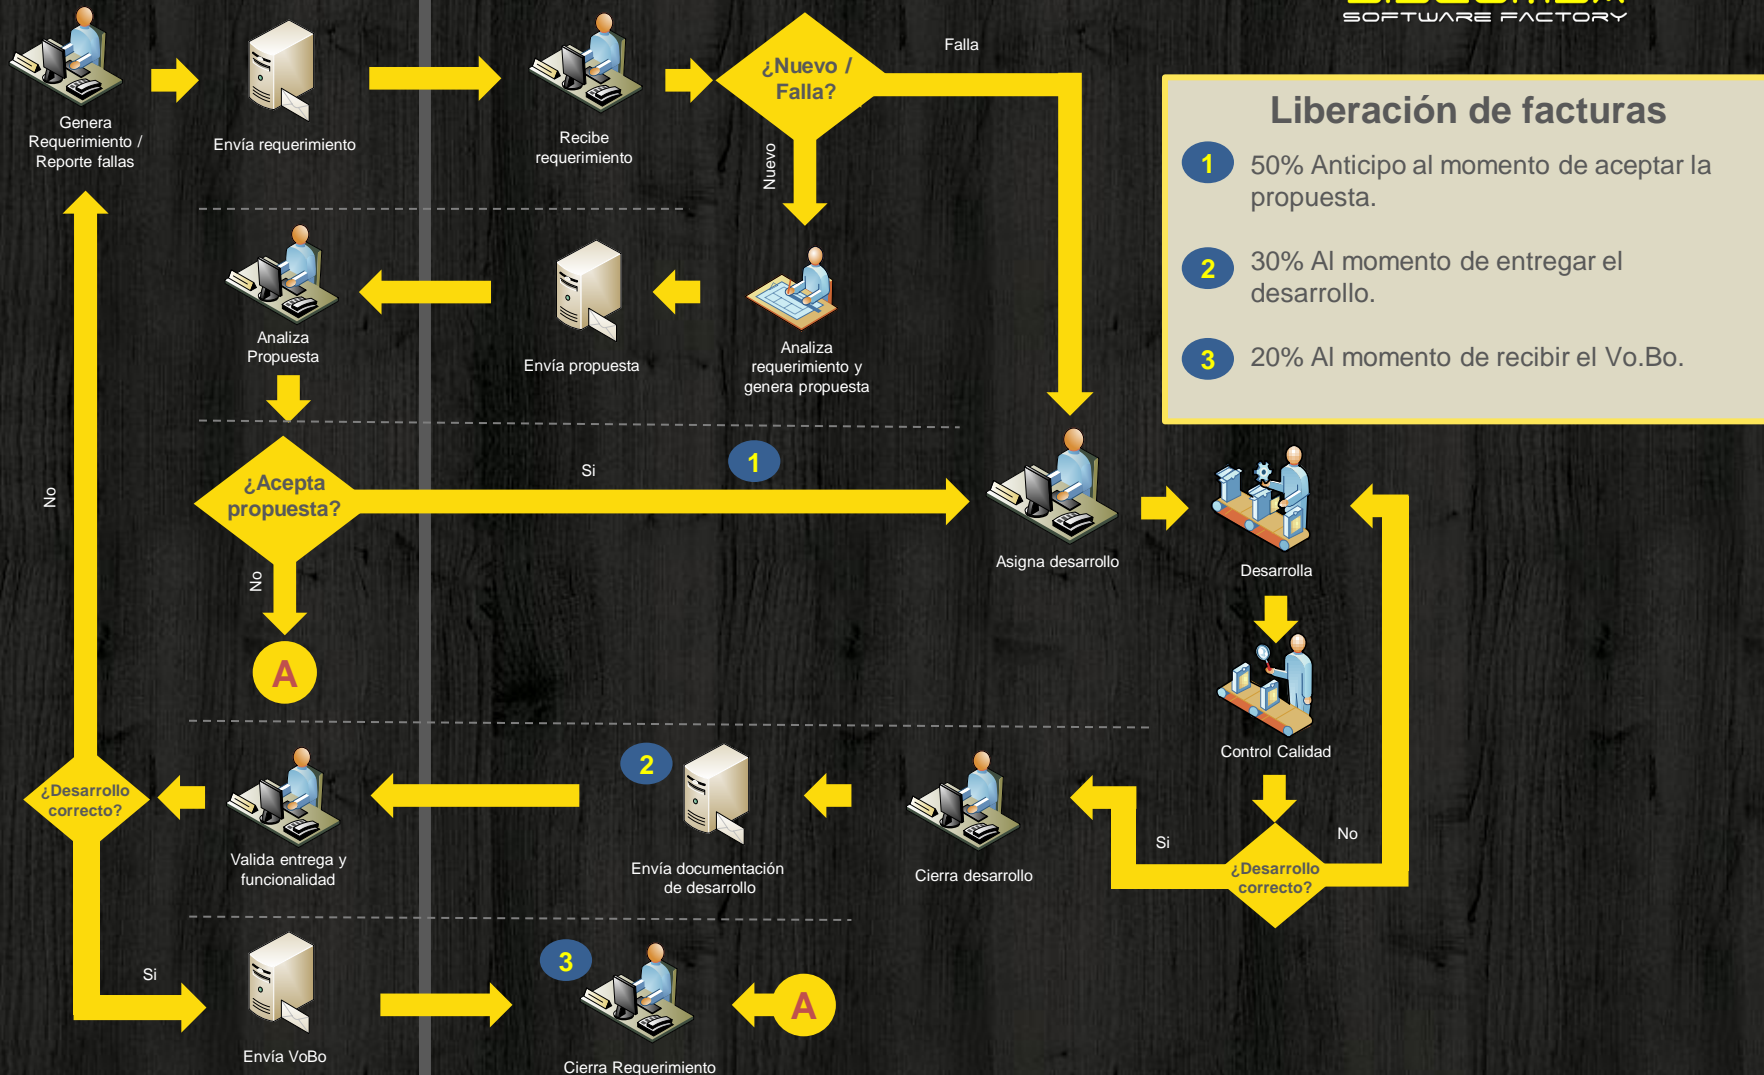 SOFTWARE FACTORY
Falla
¿Nuevo /
Falla?
Genera
Requerimiento /
Reporte fallas
Envía requerimiento
Recibe
requerimiento
Nuevo
Liberación de facturas
1
50% Anticipo al momento de aceptar la
propuesta.
2
30% Al momento de entregar el
desarrollo.
3
20% Al momento de recibir el Vo.Bo.
Analiza
Propuesta
Envía propuesta
Analiza
requerimiento y
genera propuesta
¿Acepta
propuesta?
Si
1
No
No
A
Asigna desarrollo
Desarrolla
Control Calidad
¿Desarrollo
correcto?
Si
No
Cierra desarrollo
2
Envía documentación
de desarrollo
Valida entrega y
funcionalidad
¿Desarrollo
correcto?
Si
Envía VoBo
3
Cierra Requerimiento
A